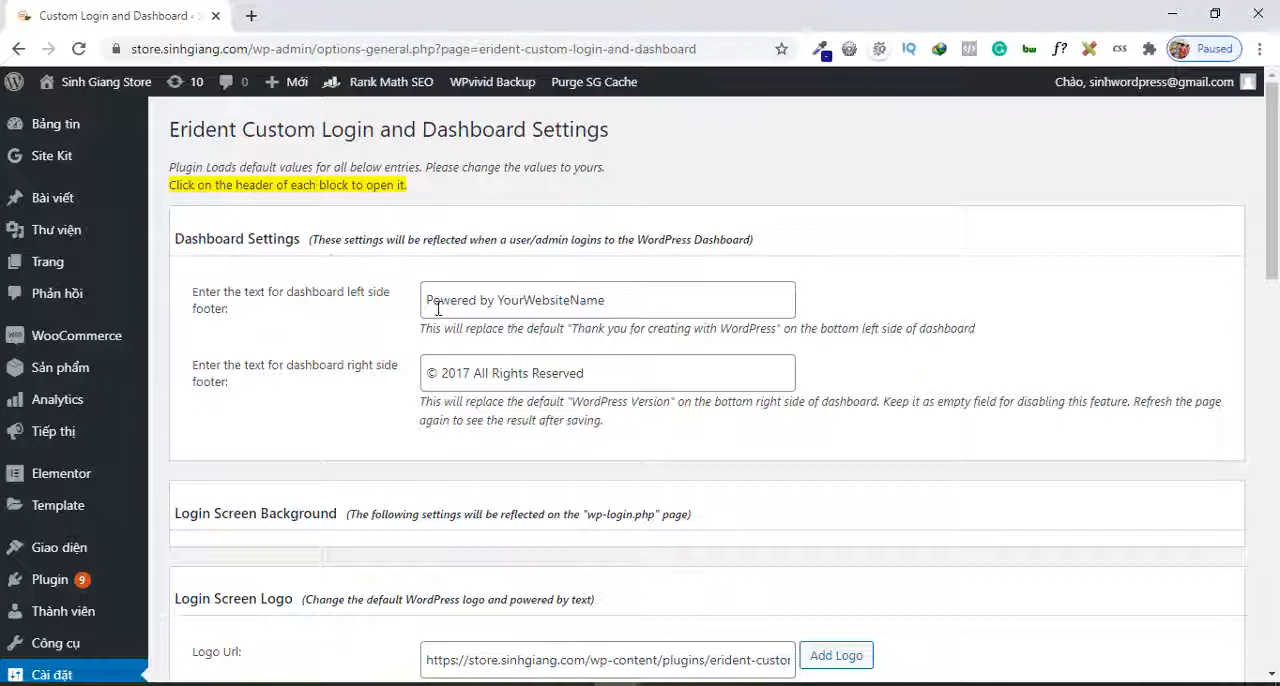 Custom Login and Dashboard ‹ S
store.sinhgiang.com/wp-admin/options-general.php?page=erident-custom-login-and-dashboard
IQ
bw
f?
css
Paused
Sinh Giang Store
10
0
Mới
Rank Math SEO
WPvivid Backup
Purge SG Cache
Chào, sinhwordpress@gmail.com
Bảng tin
Site Kit
Bài viết
Thư viện
Trang
Phản hồi
WooCommerce
Sản phẩm
Analytics
Tiếp thị
Elementor
Template
Giao diện
Plugin 9
Thành viên
Công cụ
Cài đặt
Erident Custom Login and Dashboard Settings
Plugin Loads default values for all below entries. Please change the values to yours.
Click on the header of each block to open it.
Dashboard Settings (These settings will be reflected when a user/admin logins to the WordPress Dashboard)
Enter the text for dashboard left side
footer:
Powered by YourWebsiteName
This will replace the default "Thank you for creating with WordPress" on the bottom left side of dashboard
Enter the text for dashboard right side
footer:
© 2017 All Rights Reserved
This will replace the default "WordPress Version" on the bottom right side of dashboard. Keep it as empty field for disabling this feature. Refresh the page
again to see the result after saving.
Login Screen Background (The following settings will be reflected on the "wp-login.php" page)
Login Screen Logo (Change the default WordPress logo and powered by text)
Logo Url:
https://store.sinhgiang.com/wp-content/plugins/erident-custor
Add Logo